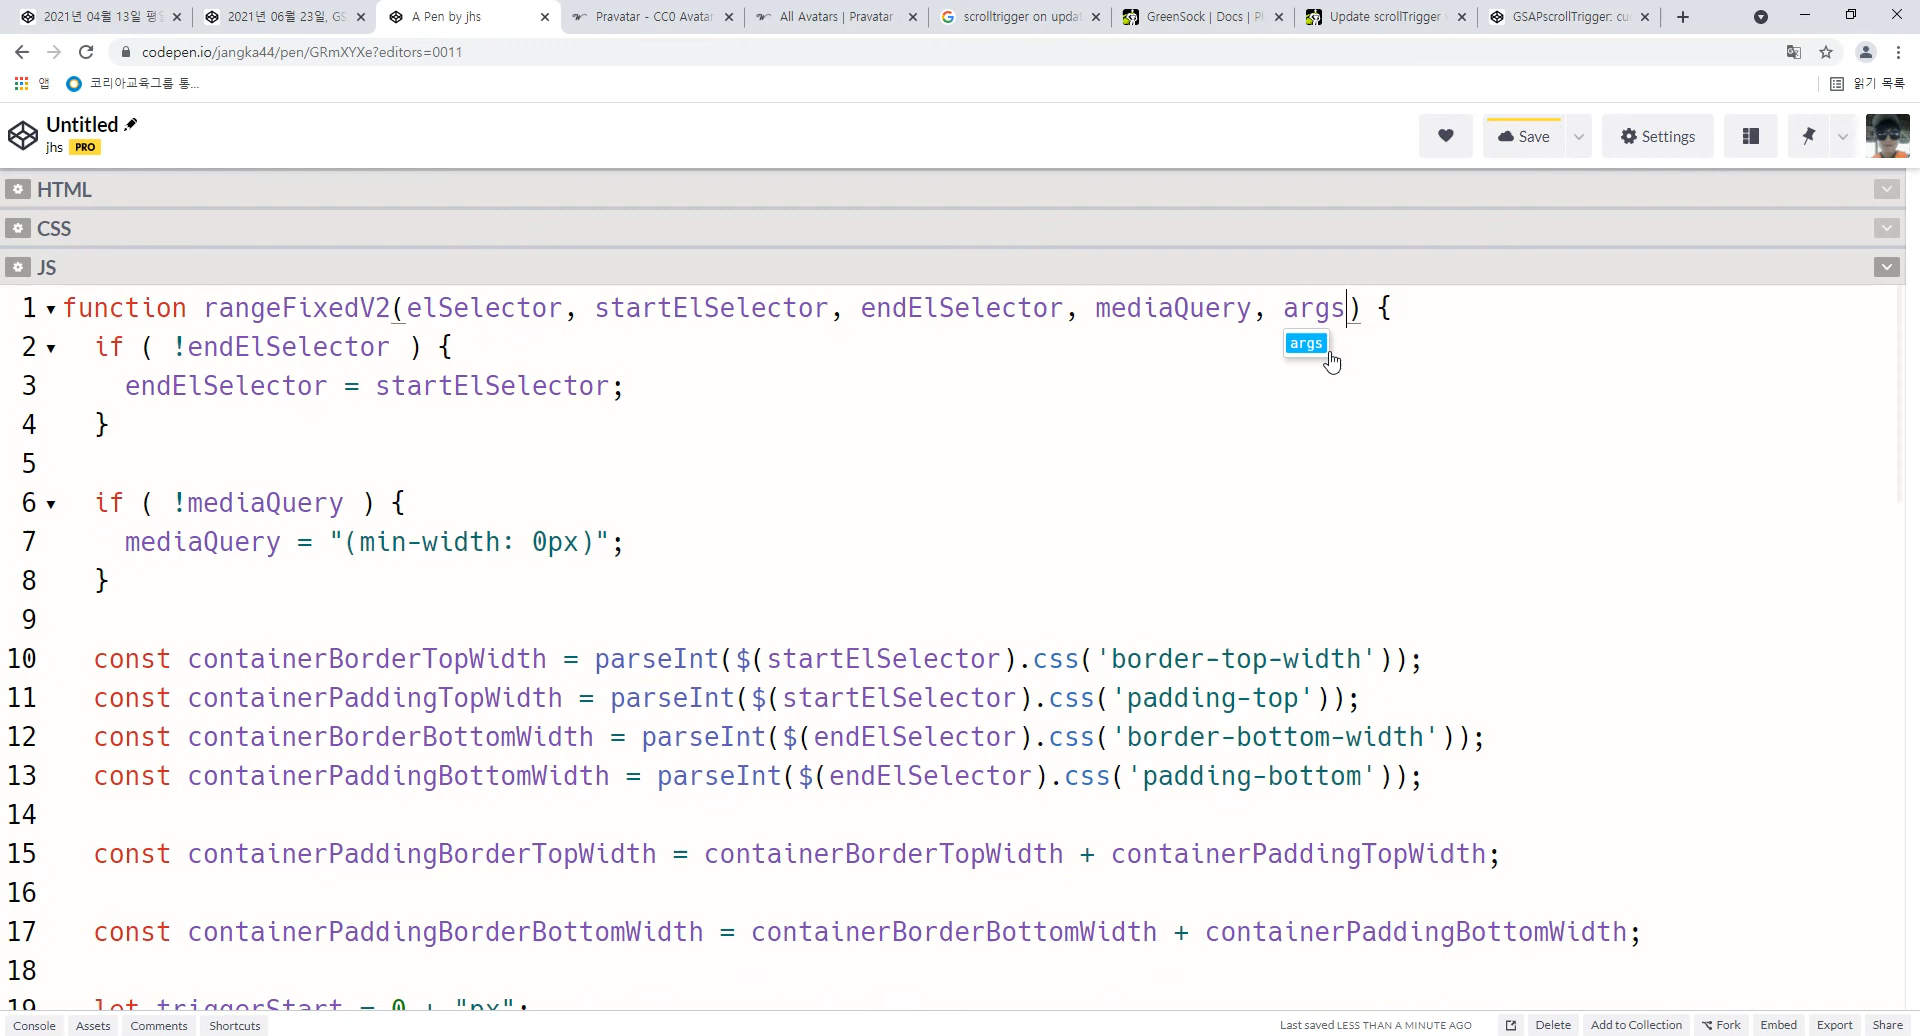 2021년 04월 13일 평일
2021년 06월 23일, GS
A Pen by jhs
Pravatar - CC0 Avatar
All Avatars | Pravatar
scrolltrigger on updat
GreenSock | Docs | Pl
Update scrollTrigger
GSAPscrollTrigger: cu
codepen.io/jangka44/pen/GRmXYXe?editors=0011
앱
코리아교육그룹 통...
읽기 목록
Untitled
jhs PRO
Save
Settings
HTML
CSS
JS
1 function rangeFixedV2(elSelector, startElSelector, endElSelector, mediaQuery, args) {
args
2 if ( !endElSelector ) {
3 endElSelector = startElSelector;
4 }
5
6 if ( !mediaQuery ) {
7 mediaQuery = "(min-width: 0px)";
8 }
9
10 const containerBorderTopWidth = parseInt($(startElSelector).css('border-top-width'));
11 const containerPaddingTopWidth = parseInt($(startElSelector).css('padding-top'));
12 const containerBorderBottomWidth = parseInt($(endElSelector).css('border-bottom-width'));
13 const containerPaddingBottomWidth = parseInt($(endElSelector).css('padding-bottom'));
14
15 const containerPaddingBorderTopWidth = containerBorderTopWidth + containerPaddingTopWidth;
16
17 const containerPaddingBorderBottomWidth = containerBorderBottomWidth + containerPaddingBottomWidth;
18
19 let triggerStart = 0 + "px";
Console Assets Comments Shortcuts
Last saved LESS THAN A MINUTE AGO Delete Add to Collection Fork Embed Export Share